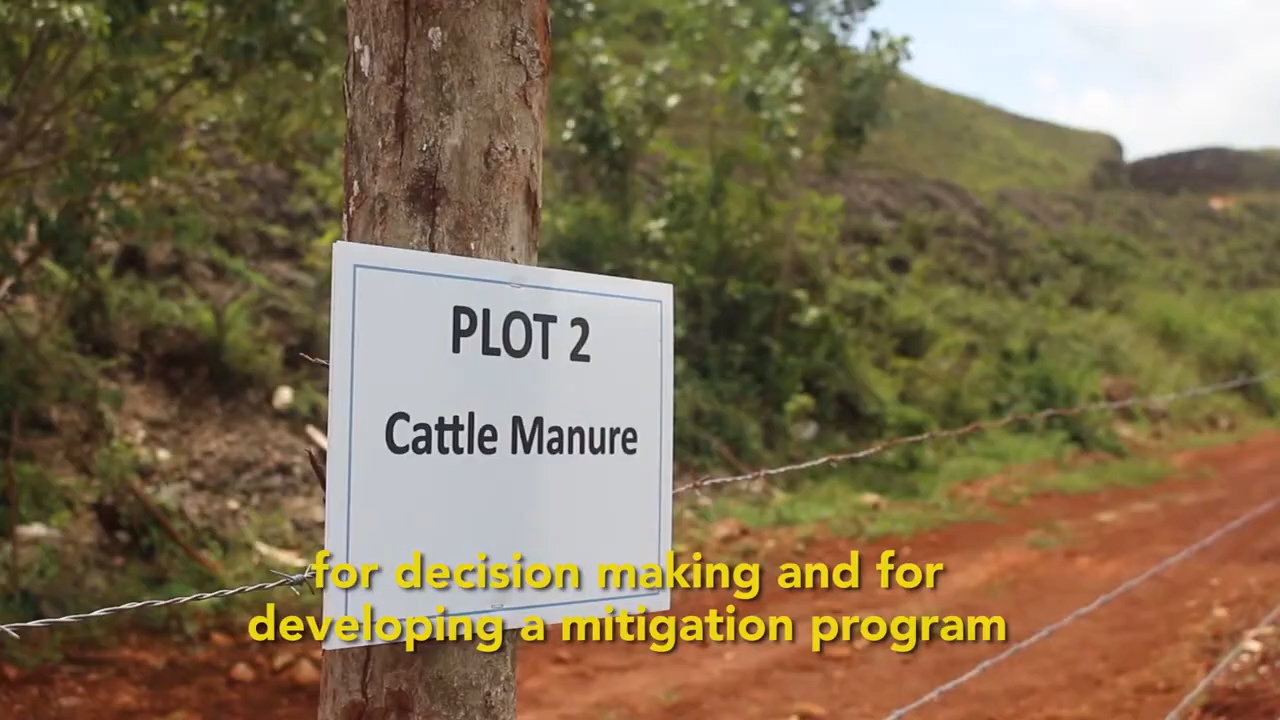 PLOT 2
Cattle Manure
for decision making and for
developing a mitigation program